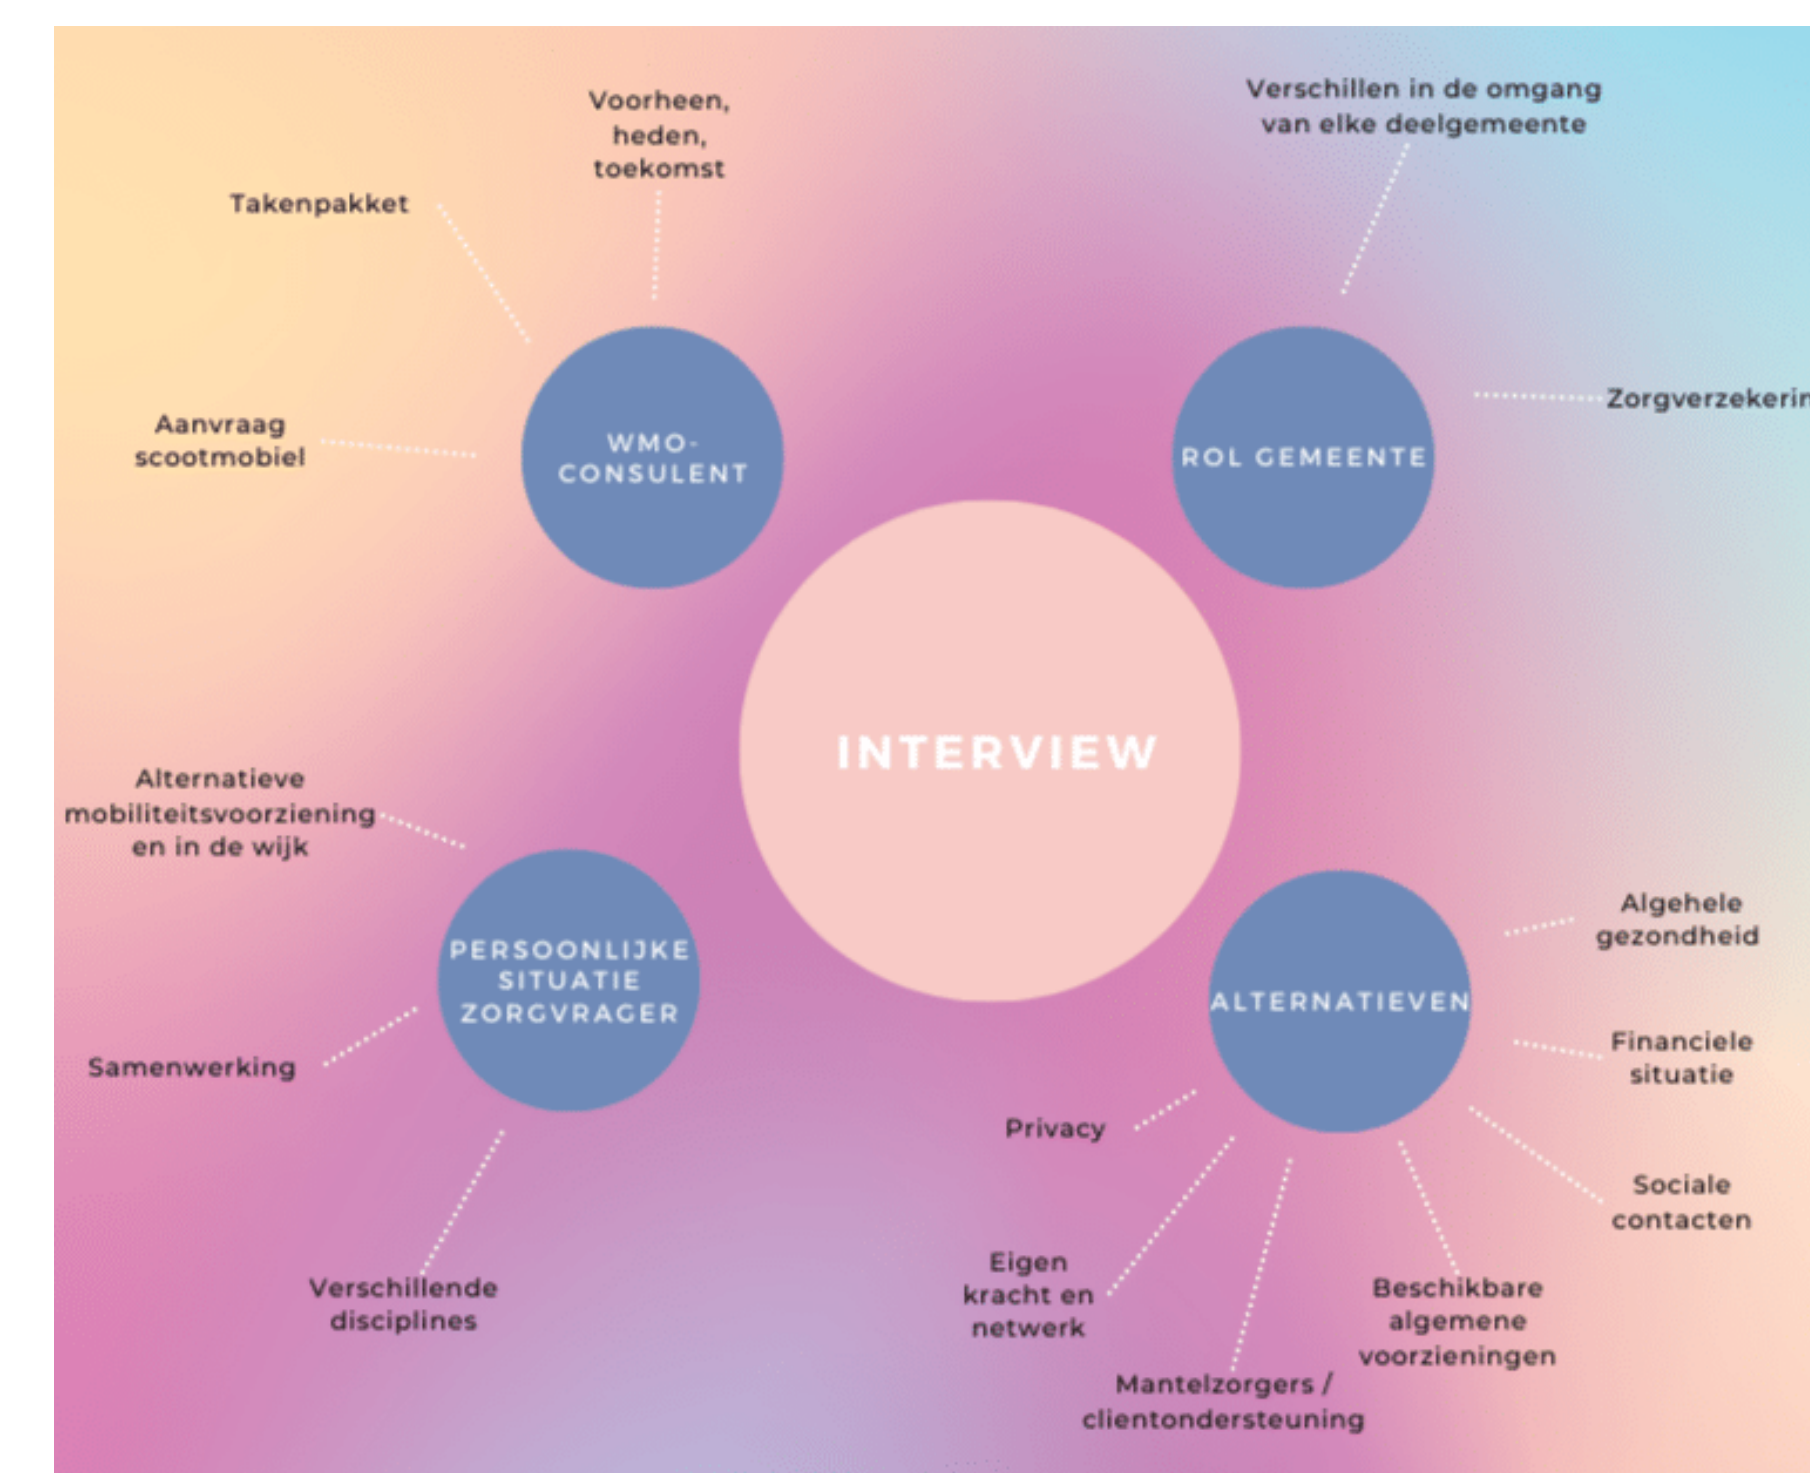 Voorheen,
heden,
toekomst
Takenpakket
Aanvraag
scootmobiel
WMO-
CONSULENT
Verschillen in de omgang
van elke deelgemeente
Zorgverzekerin
ROL GEMEENTE
INTERVIEW
Alternatieve
mobiliteitsvoorziening
en in de wijk
PERSOONLIJKE
SITUATIE
ZORGVRAGER
Samenwerking
Verschillende
disciplines
ALTERNATIEVEN
Algehele
gezondheid
Financiele
situatie
Sociale
contacten
Beschikbare
algemene
voorzieningen
Mantelzorgers /
clientondersteuning
Eigen
kracht en
netwerk
Privacy